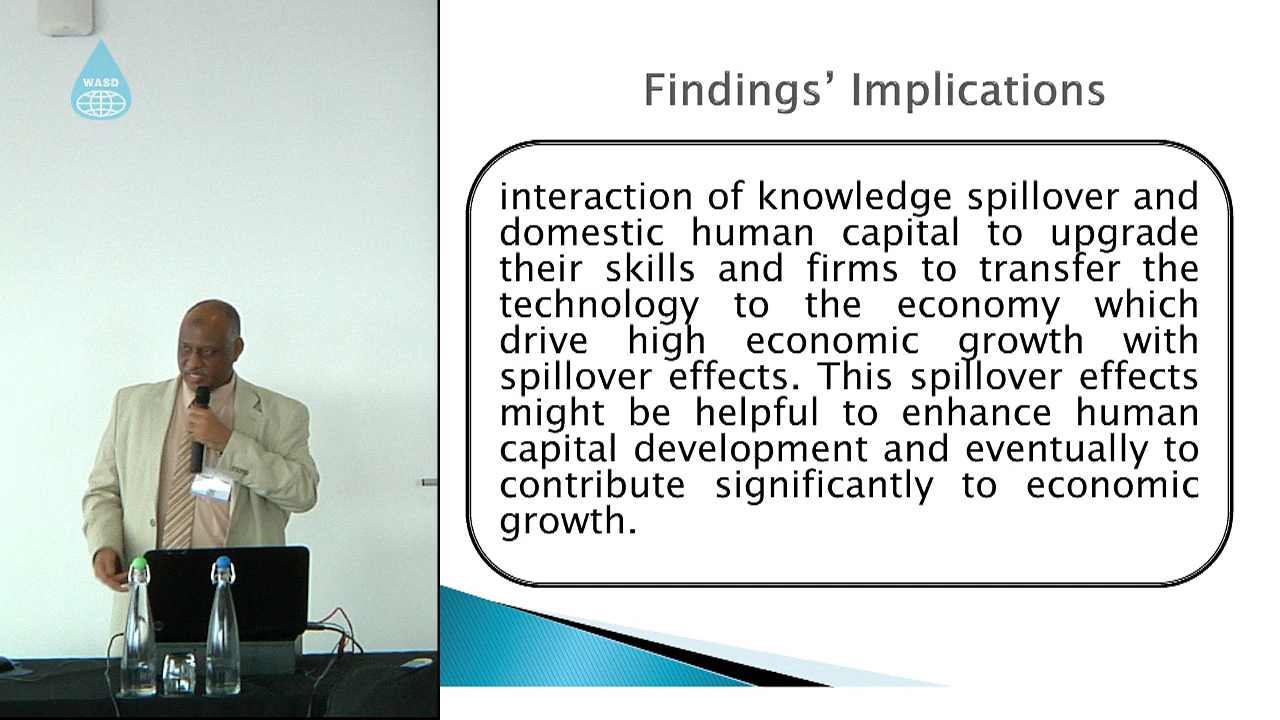 WASD
Findings’ Implications
interaction of knowledge spillover and
domestic human capital to upgrade
their skills and firms to transfer the
technology to the economy which
drive high economic growth with
spillover effects. This spillover effects
might be helpful to enhance human
capital development and eventually to
contribute significantly to economic
growth.